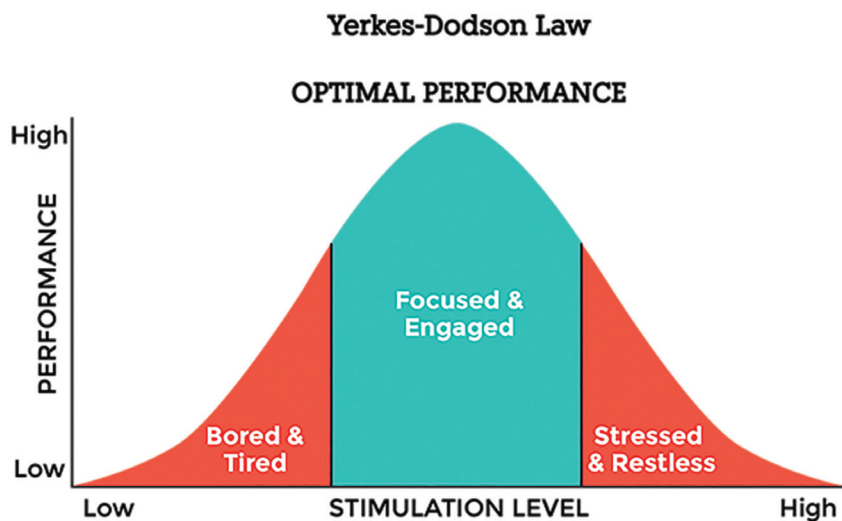 Yerkes-Dodson Law
OPTIMAL PERFORMANCE
High
PERFORMANCE
Focused &
Engaged
Bored &
Tired
Stressed
& Restless
Low
Low
STIMULATION LEVEL
High